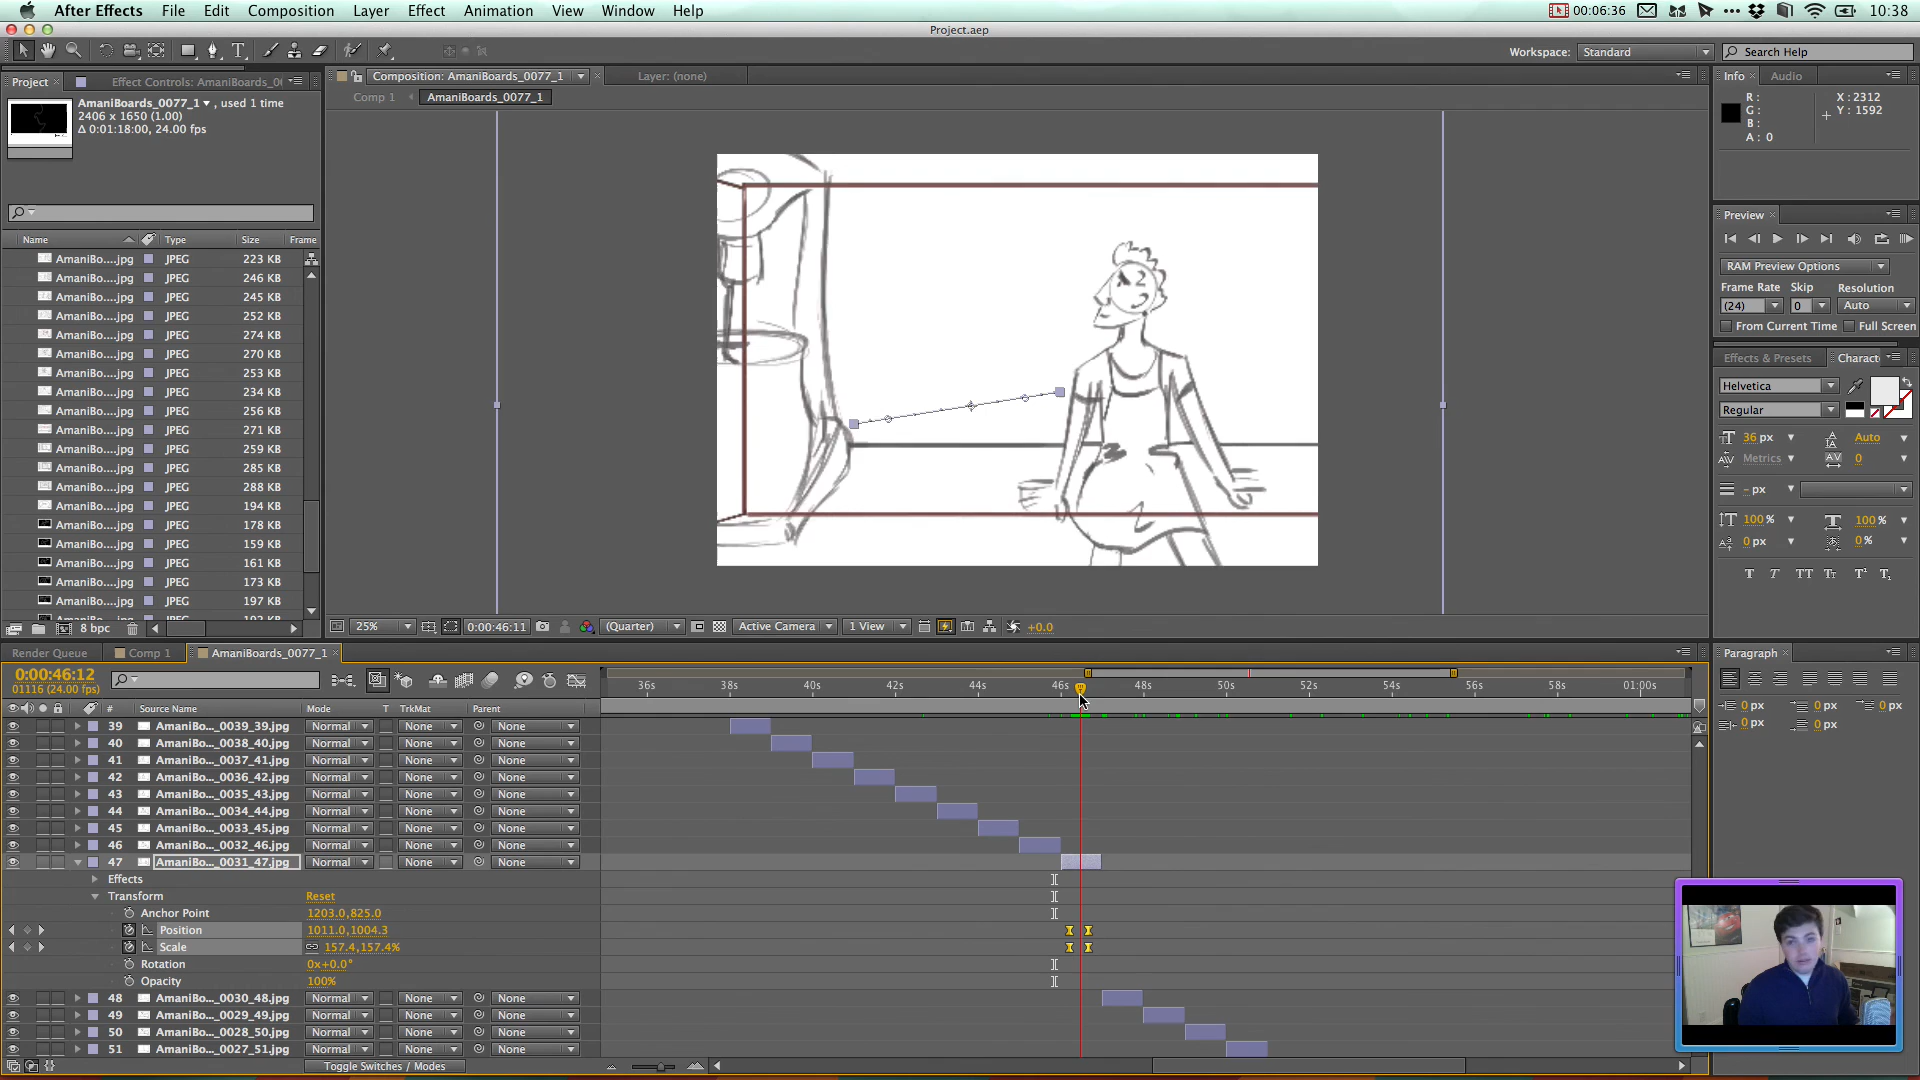 After Effects File Edit Composition Layer Effect Animation View Window Help 00:06:36 10:38
Project.aep
Workspace: Standard Search Help
Project Effect Controls: AmaniBoards_0
AmaniBoards_0077_1 , used 1 time
2406 x 1650 (1.00)
Δ 0:01:18:00, 24.00 fps
Name Type Size Frame
AmaniBo....jpg JPEG 223 KB
AmaniBo....jpg JPEG 246 KB
AmaniBo....jpg JPEG 245 KB
AmaniBo....jpg JPEG 252 KB
AmaniBo....jpg JPEG 274 KB
AmaniBo....jpg JPEG 270 KB
AmaniBo....jpg JPEG 253 KB
AmaniBo....jpg JPEG 234 KB
AmaniBo....jpg JPEG 256 KB
AmaniBo....jpg JPEG 271 KB
AmaniBo....jpg JPEG 259 KB
AmaniBo....jpg JPEG 285 KB
AmaniBo....jpg JPEG 288 KB
AmaniBo....jpg JPEG 194 KB
AmaniBo....jpg JPEG 178 KB
AmaniBo....jpg JPEG 159 KB
AmaniBo....jpg JPEG 161 KB
AmaniBo....jpg JPEG 173 KB
AmaniBo....jpg JPEG 197 KB
8 bpc
Composition: AmaniBoards_0077_1 Layer: (none)
Comp 1 AmaniBoards_0077_1
25% 0:00:46:11 (Quarter) Active Camera 1 View +0.0
Info Audio
R : X : 2312
G : Y : 1592
B :
A : 0
Preview
RAM Preview Options
Frame Rate Skip Resolution
(24) 0 Auto
From Current Time Full Screen
Effects & Presets Charact
Helvetica
Regular
36 px Auto
Metrics 0
- px
100 % 100 %
0 px 0 %
T T TT Tt T¹ T₁
Paragraph
0 px 0 px 0 px
0 px 0 px
Render Queue Comp 1 AmaniBoards_0077_1
0:00:46:12
01116 (24.00 fps)
36s 38s 40s 42s 44s 46s 48s 50s 52s 54s 56s 58s 01:00s
# Source Name Mode T TrkMat Parent
39 AmaniBo..._0039_39.jpg Normal None None
40 AmaniBo..._0038_40.jpg Normal None None
41 AmaniBo..._0037_41.jpg Normal None None
42 AmaniBo..._0036_42.jpg Normal None None
43 AmaniBo..._0035_43.jpg Normal None None
44 AmaniBo..._0034_44.jpg Normal None None
45 AmaniBo..._0033_45.jpg Normal None None
46 AmaniBo..._0032_46.jpg Normal None None
47 AmaniBo..._0031_47.jpg Normal None None
Effects
Transform Reset
Anchor Point 1203.0,825.0
Position 1011.0,1004.3
Scale 157.4,157.4%
Rotation 0x+0.0°
Opacity 100%
48 AmaniBo..._0030_48.jpg Normal None None
49 AmaniBo..._0029_49.jpg Normal None None
50 AmaniBo..._0028_50.jpg Normal None None
51 AmaniBo..._0027_51.jpg Normal None None
Toggle Switches / Modes